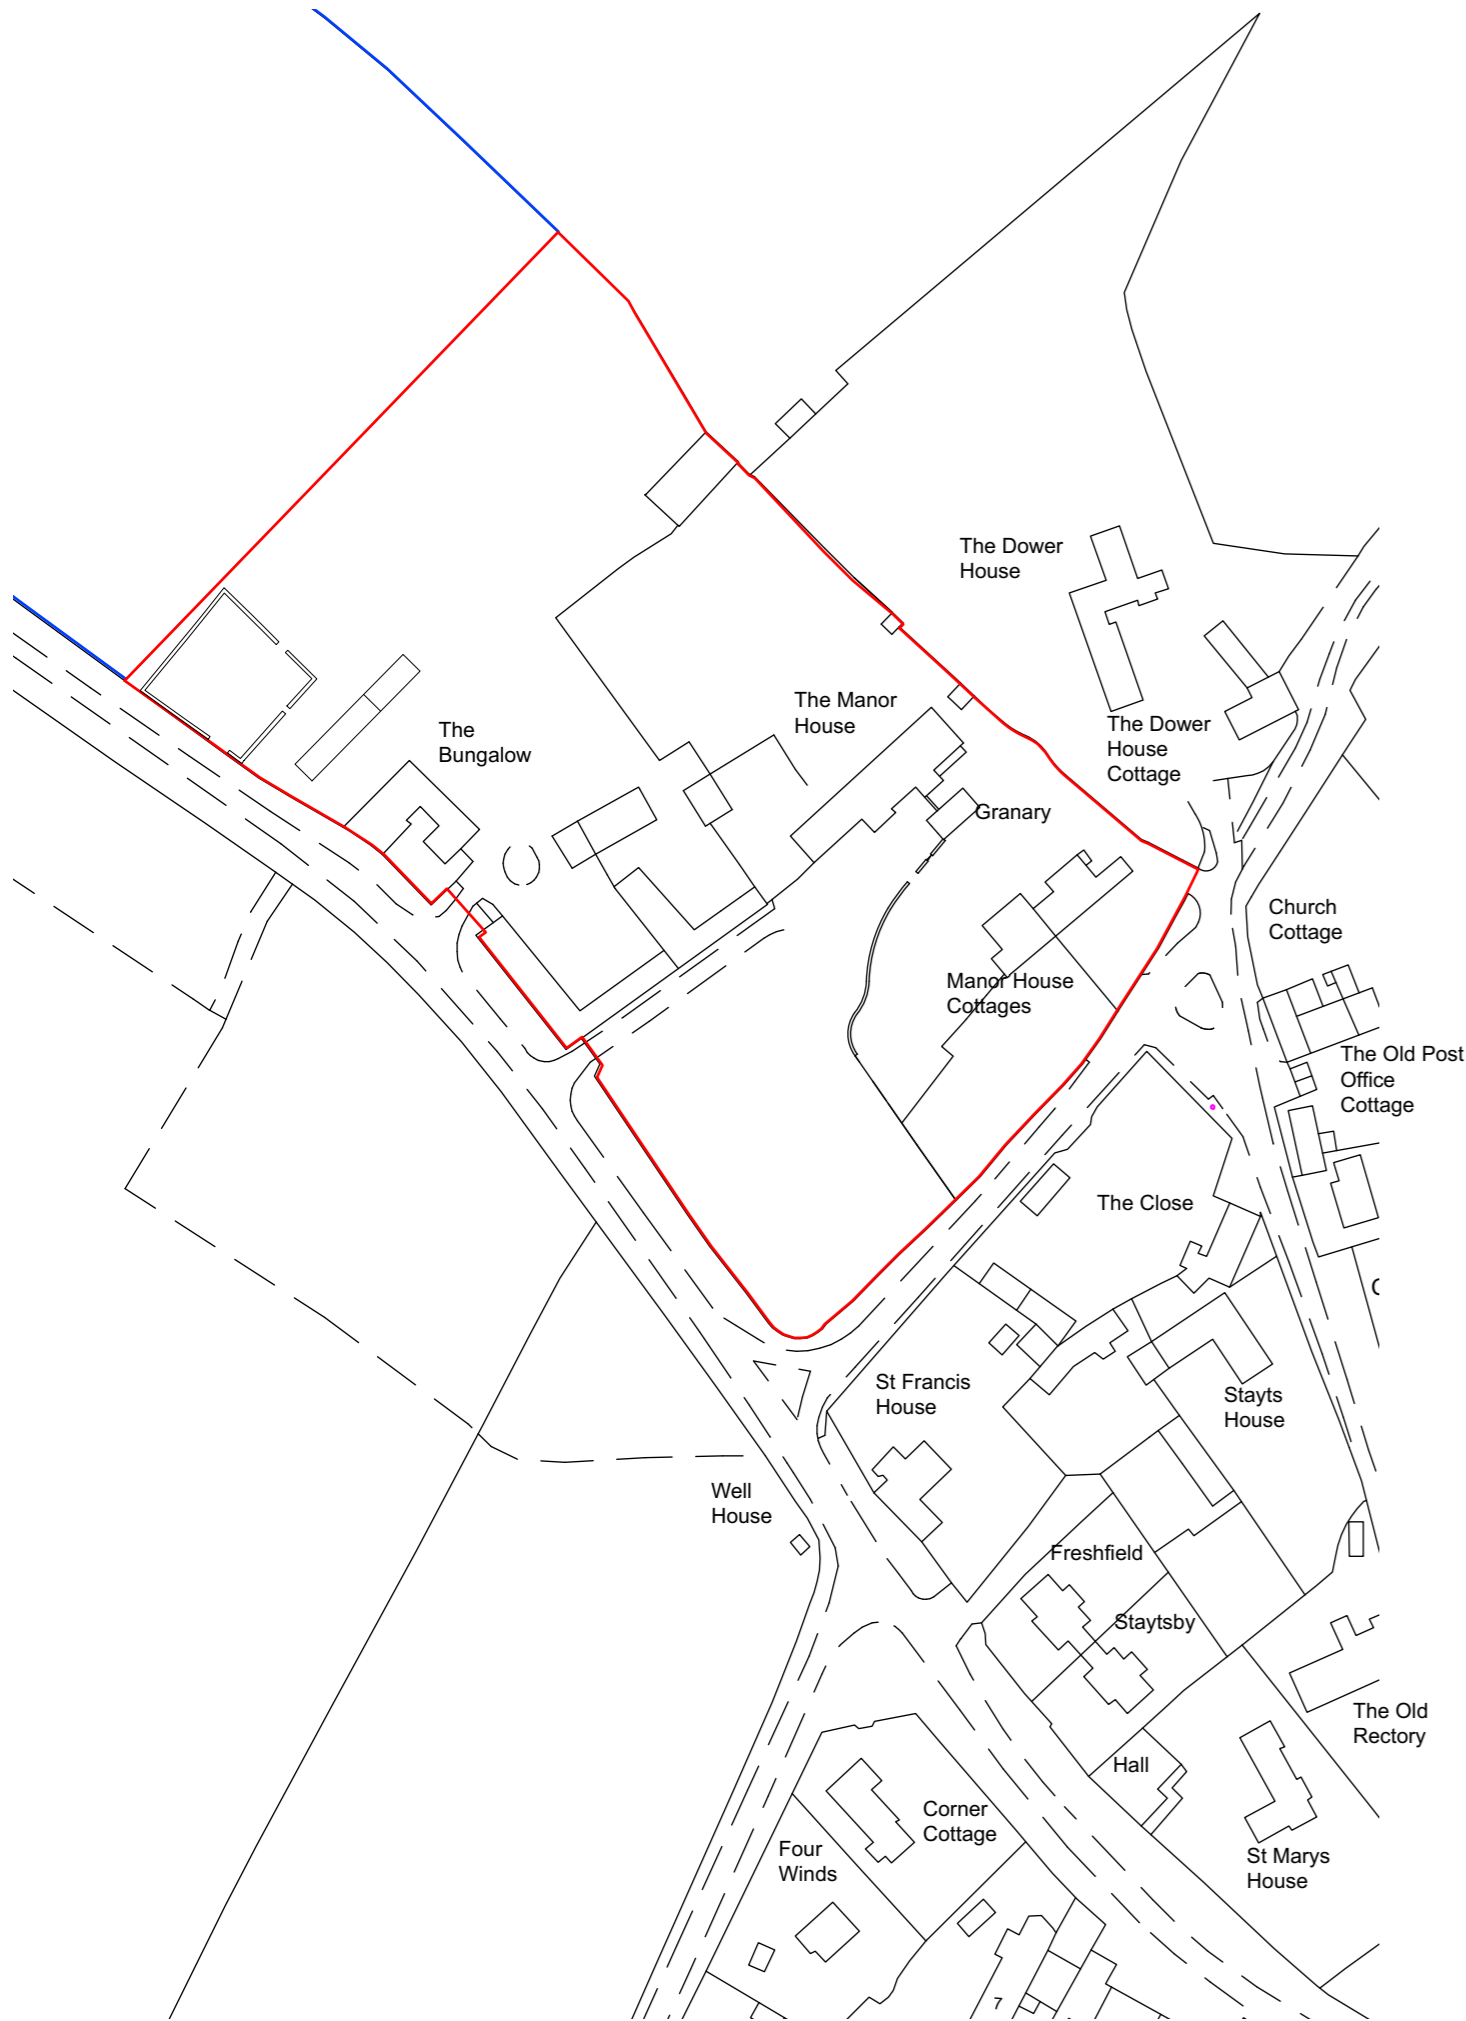 The Dower
House
The Manor
House
The
Bungalow
The Dower
House
Cottage
Granary
Church
Cottage
Manor House
Cottages
The Old Post
Office
Cottage
The Close
St Francis
House
Stayts
House
Well
House
Freshfield
Staytsby
The Old
Rectory
Hall
Corner
Cottage
Four
Winds
St Marys
House
7